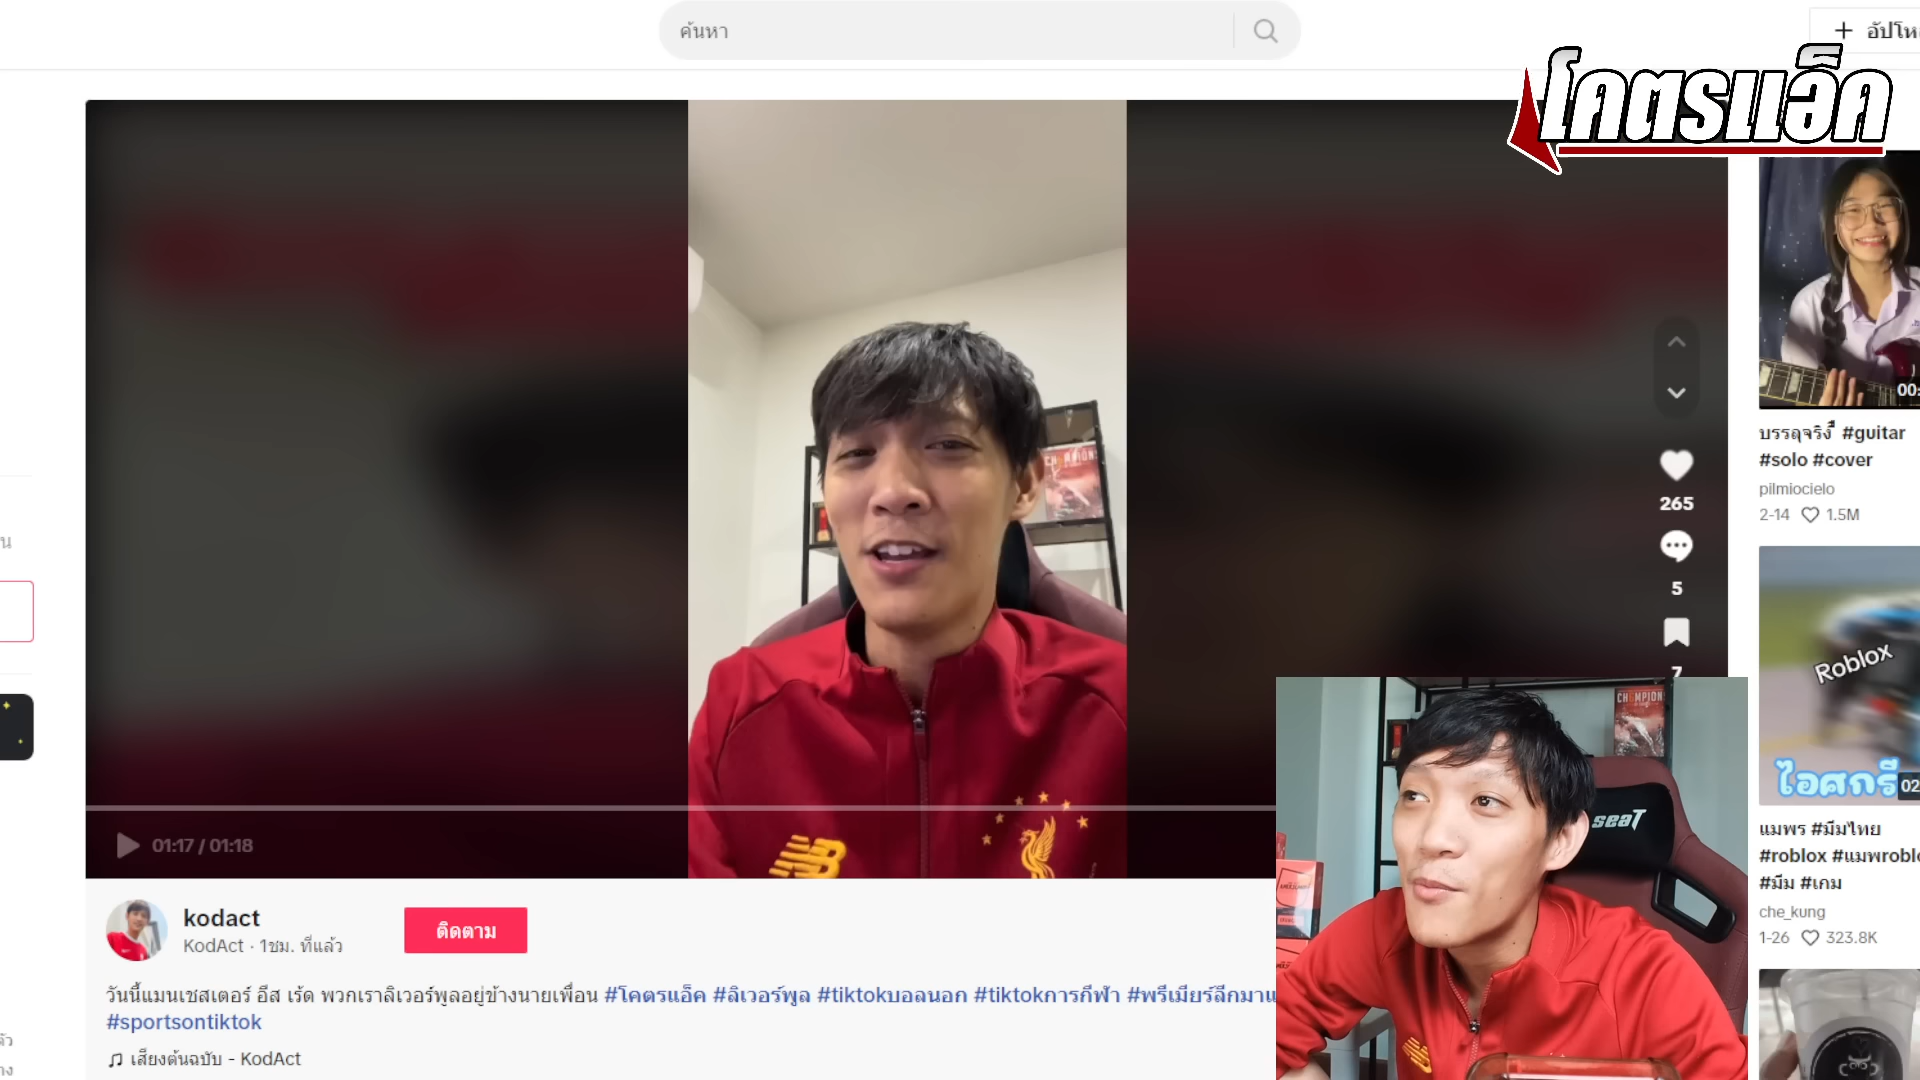 ค้นหา
อัปโห
โคตรแอ็ค
CHAMPIONS
265
5
7
01:17 / 01:18
kodact
KodAct · 1ชม. ที่แล้ว
ติดตาม
วันนี้แมนเชสเตอร์ อีส เร้ด พวกเราลิเวอร์พูลอยู่ข้างนายเพื่อน #โคตรแอ็ค #ลิเวอร์พูล #tiktokบอลนอก #tiktokการกีฬา #พรีเมียร์ลีกมาแ
#sportsontiktok
เสียงต้นฉบับ - KodAct
CHAMPIONS
seaT
00:
บรรลุจริง #guitar
#solo #cover
pilmiocielo
2-14 1.5M
Roblox
ไอศกรี
02
แมพร #มีมไทย
#roblox #แมพroblo
#มีม #เกม
che_kung
1-26 323.8K
น